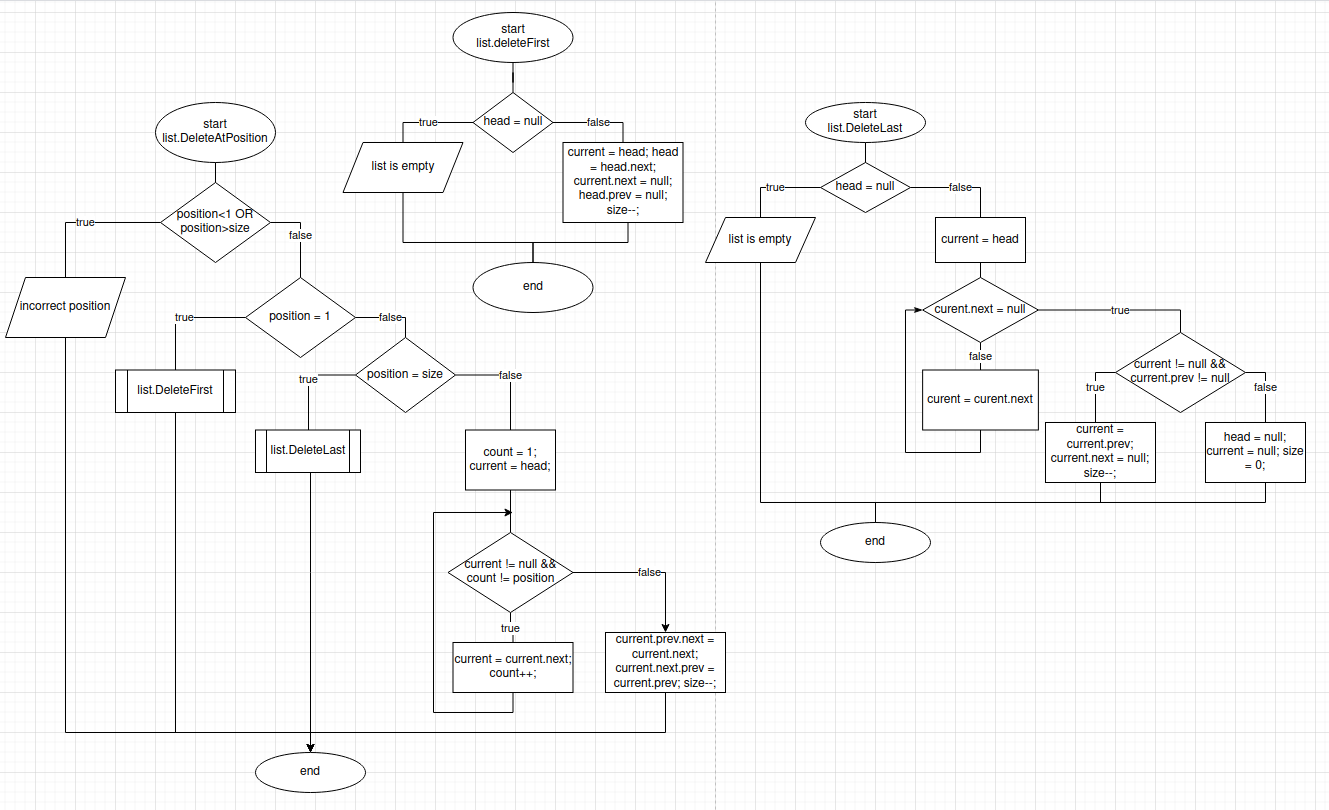 start
list.deleteFirst
head = null
true
false
list is empty
current = head; head
= head.next;
current.next = null;
head.prev = null;
size--;
end
start
list.DeleteAtPosition
position<1 OR
position>size
true
false
incorrect position
position = 1
true
false
list.DeleteFirst
position = size
true
false
list.DeleteLast
count = 1;
current = head;
current != null &&
count != position
false
true
current = current.next;
count++;
current.prev.next =
current.next;
current.next.prev =
current.prev; size--;
end
start
list.DeleteLast
head = null
true
false
list is empty
current = head
curent.next = null
true
false
curent = curent.next
current != null &&
current.prev != null
true
false
current =
current.prev;
current.next = null;
size--;
head = null;
current = null; size
= 0;
end